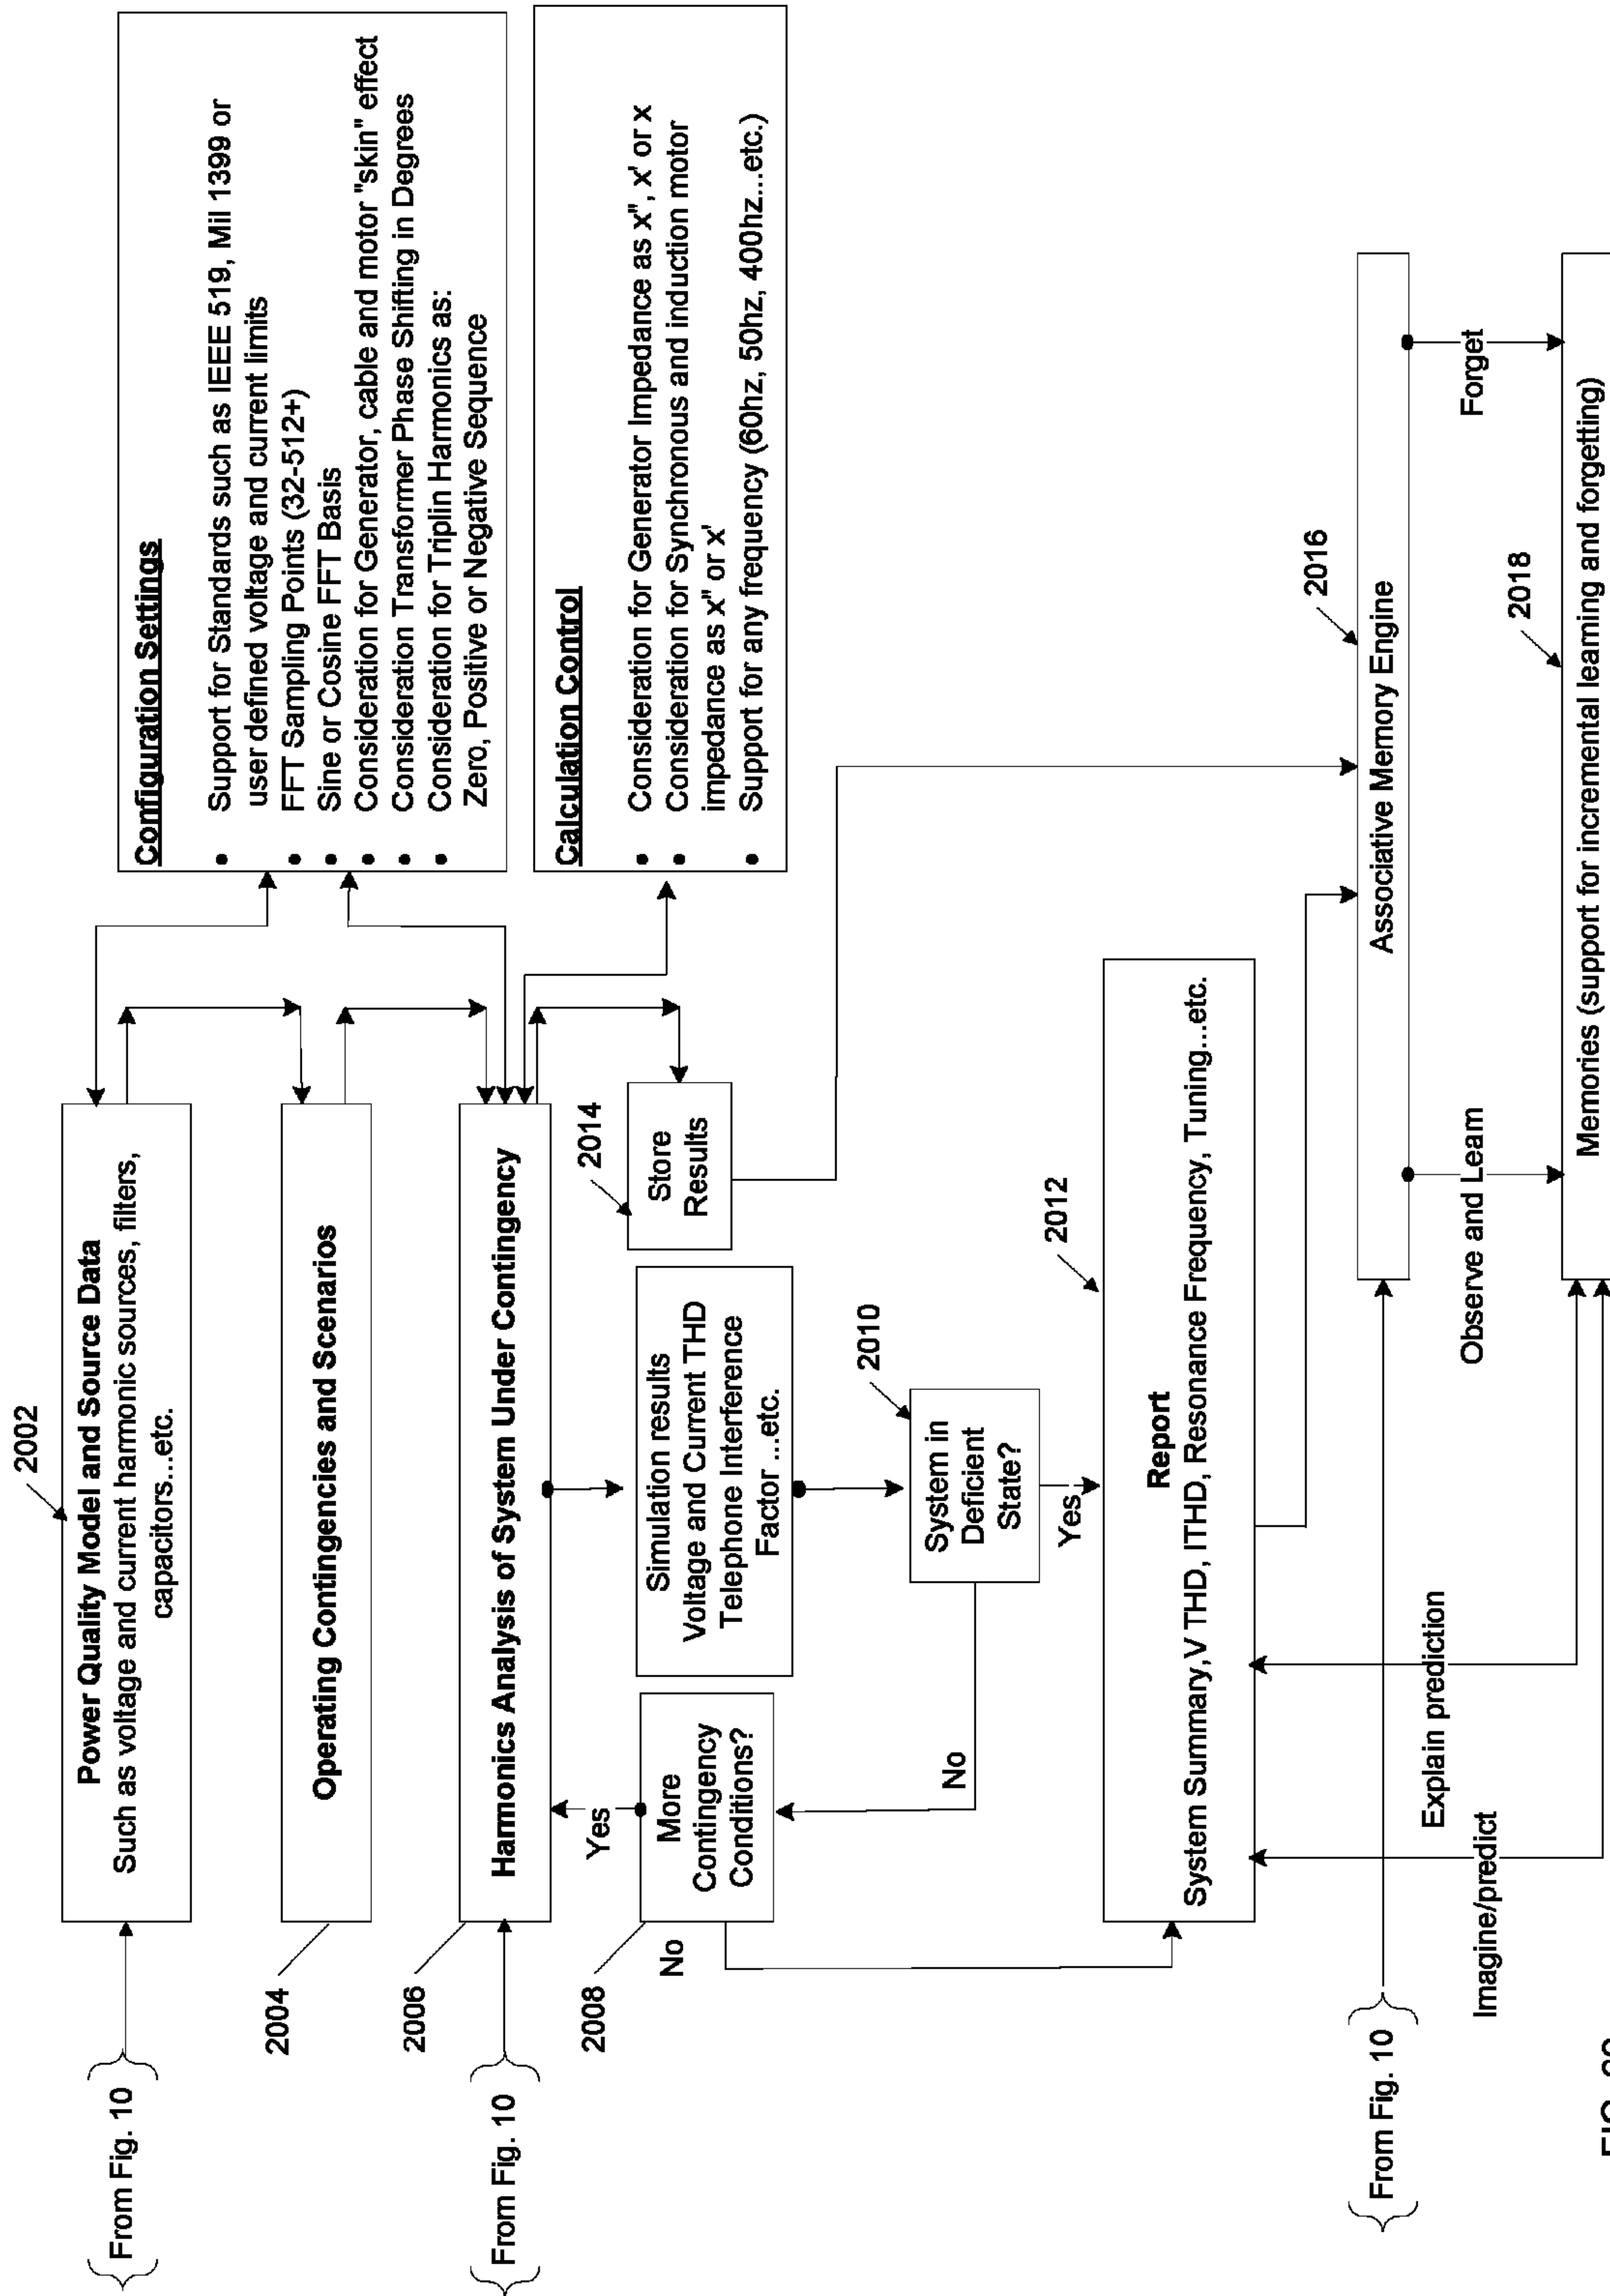 2002
From Fig. 10
Power Quality Model and Source Data
Such as voltage and current harmonic sources, filters,
capacitors...etc.
Configuration Settings
• Support for Standards such as IEEE 519, Mil 1399 or
user defined voltage and current limits
• FFT Sampling Points (32-512+)
• Sine or Cosine FFT Basis
• Consideration for Generator, cable and motor "skin" effect
• Consideration Transformer Phase Shifting in Degrees
• Consideration for Triplin Harmonics as:
Zero, Positive or Negative Sequence
2004
Operating Contingencies and Scenarios
2006
From Fig. 10
Harmonics Analysis of System Under Contingency
Calculation Control
• Consideration for Generator Impedance as x", x' or x
• Consideration for Synchronous and induction motor
impedance as x" or x'
• Support for any frequency (60hz, 50hz, 400hz...etc.)
2008
Yes
More
Contingency
Conditions?
No
Simulation results
Voltage and Current THD
Telephone Interference
Factor ...etc.
2014
Store
Results
2010
System in
Deficient
State?
No
Yes
2012
Report
System Summary,V THD, ITHD, Resonance Frequency, Tuning...etc.
2016
From Fig. 10
Associative Memory Engine
Explain prediction
Imagine/predict
Observe and Learn
Forget
2018
Memories (support for incremental learning and forgetting)